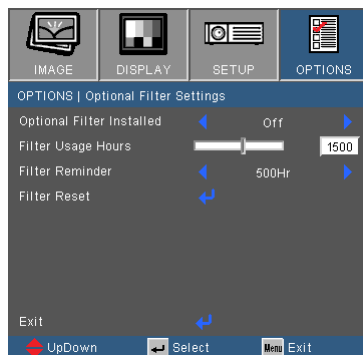 IMAGE DISPLAY SETUP OPTIONS
OPTIONS | Optional Filter Settings
Optional Filter Installed Off
Filter Usage Hours 1500
Filter Reminder 500Hr
Filter Reset
Exit
UpDown Select Menu Exit